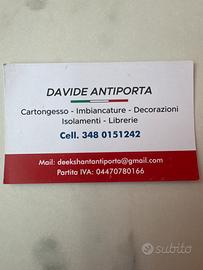 DAVIDE ANTIPORTA
Cartongesso - Imbiancature - Decorazioni
Isolamenti - Librerie
Cell. 348 0151242
Mail: deekshantantiporta@gmail.com
Partita IVA: 04470780166
subito